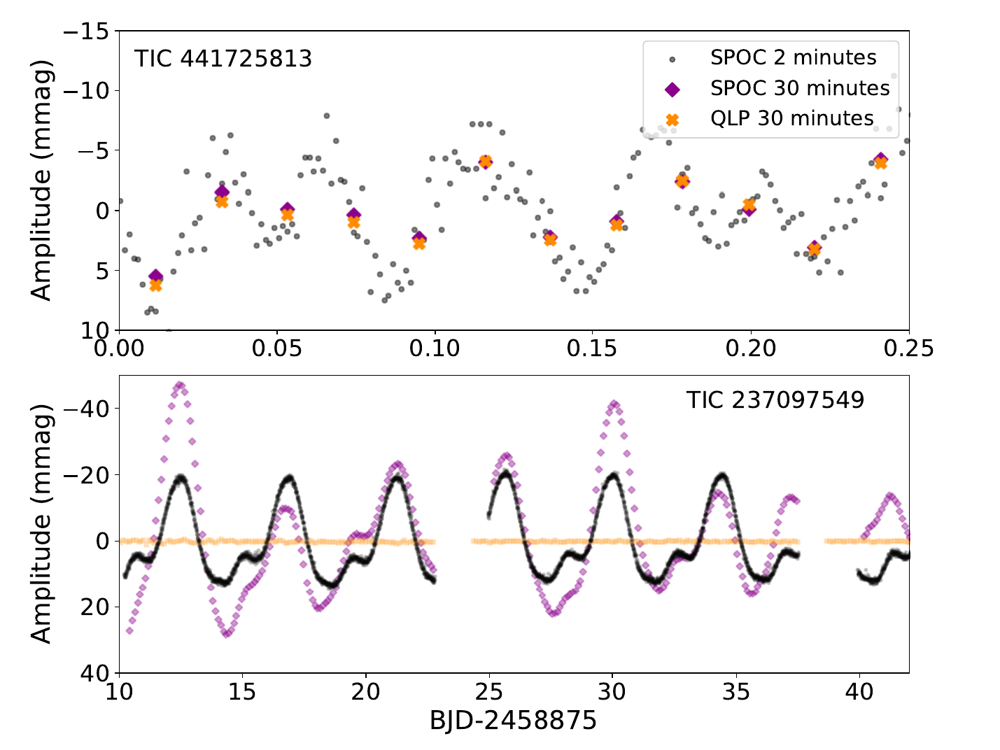 TIC 441725813
SPOC 2 minutes
SPOC 30 minutes
QLP 30 minutes
Amplitude (mmag)
−15
−10
−5
0
5
10
0.00 0.05 0.10 0.15 0.20 0.25
TIC 237097549
Amplitude (mmag)
−40
−20
0
20
40
10 15 20 25 30 35 40
BJD-2458875